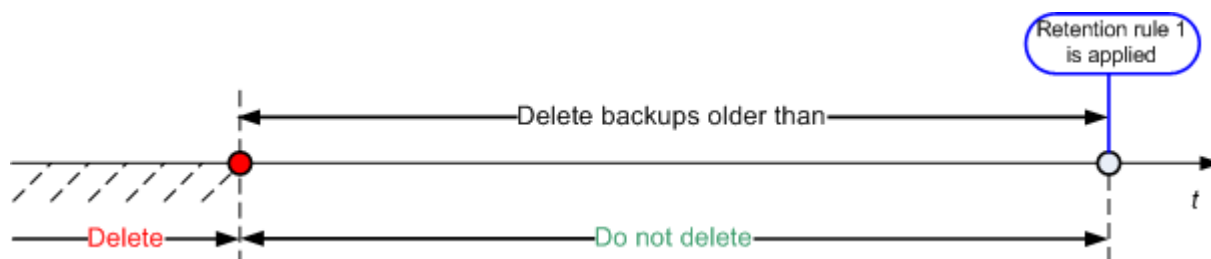 Retention rule 1
is applied
Delete backups older than
t
Delete
Do not delete